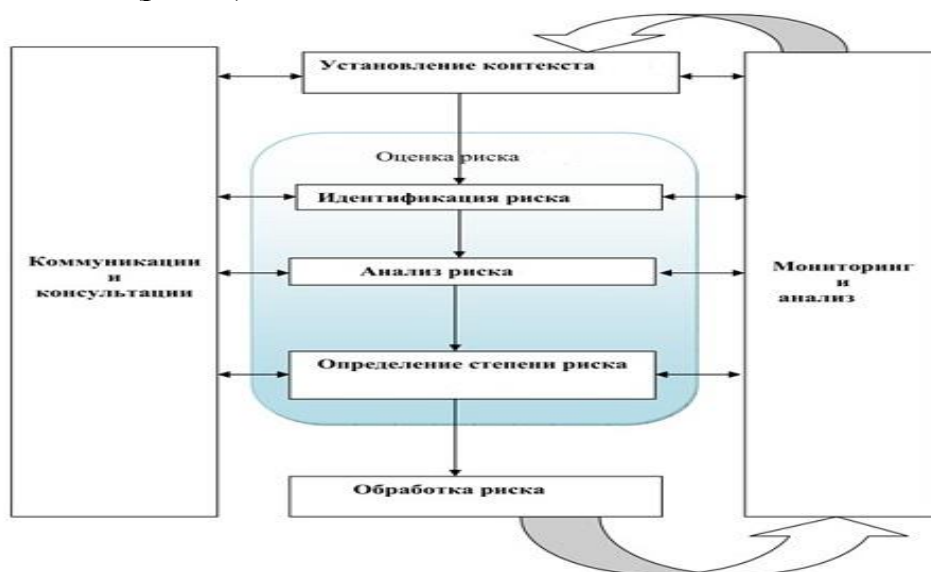 Установление контекста
Оценка риска
Идентификация риска
Коммуникации
и
консультации
Анализ риска
Мониторинг
и
анализ
Определение степени риска
Обработка риска